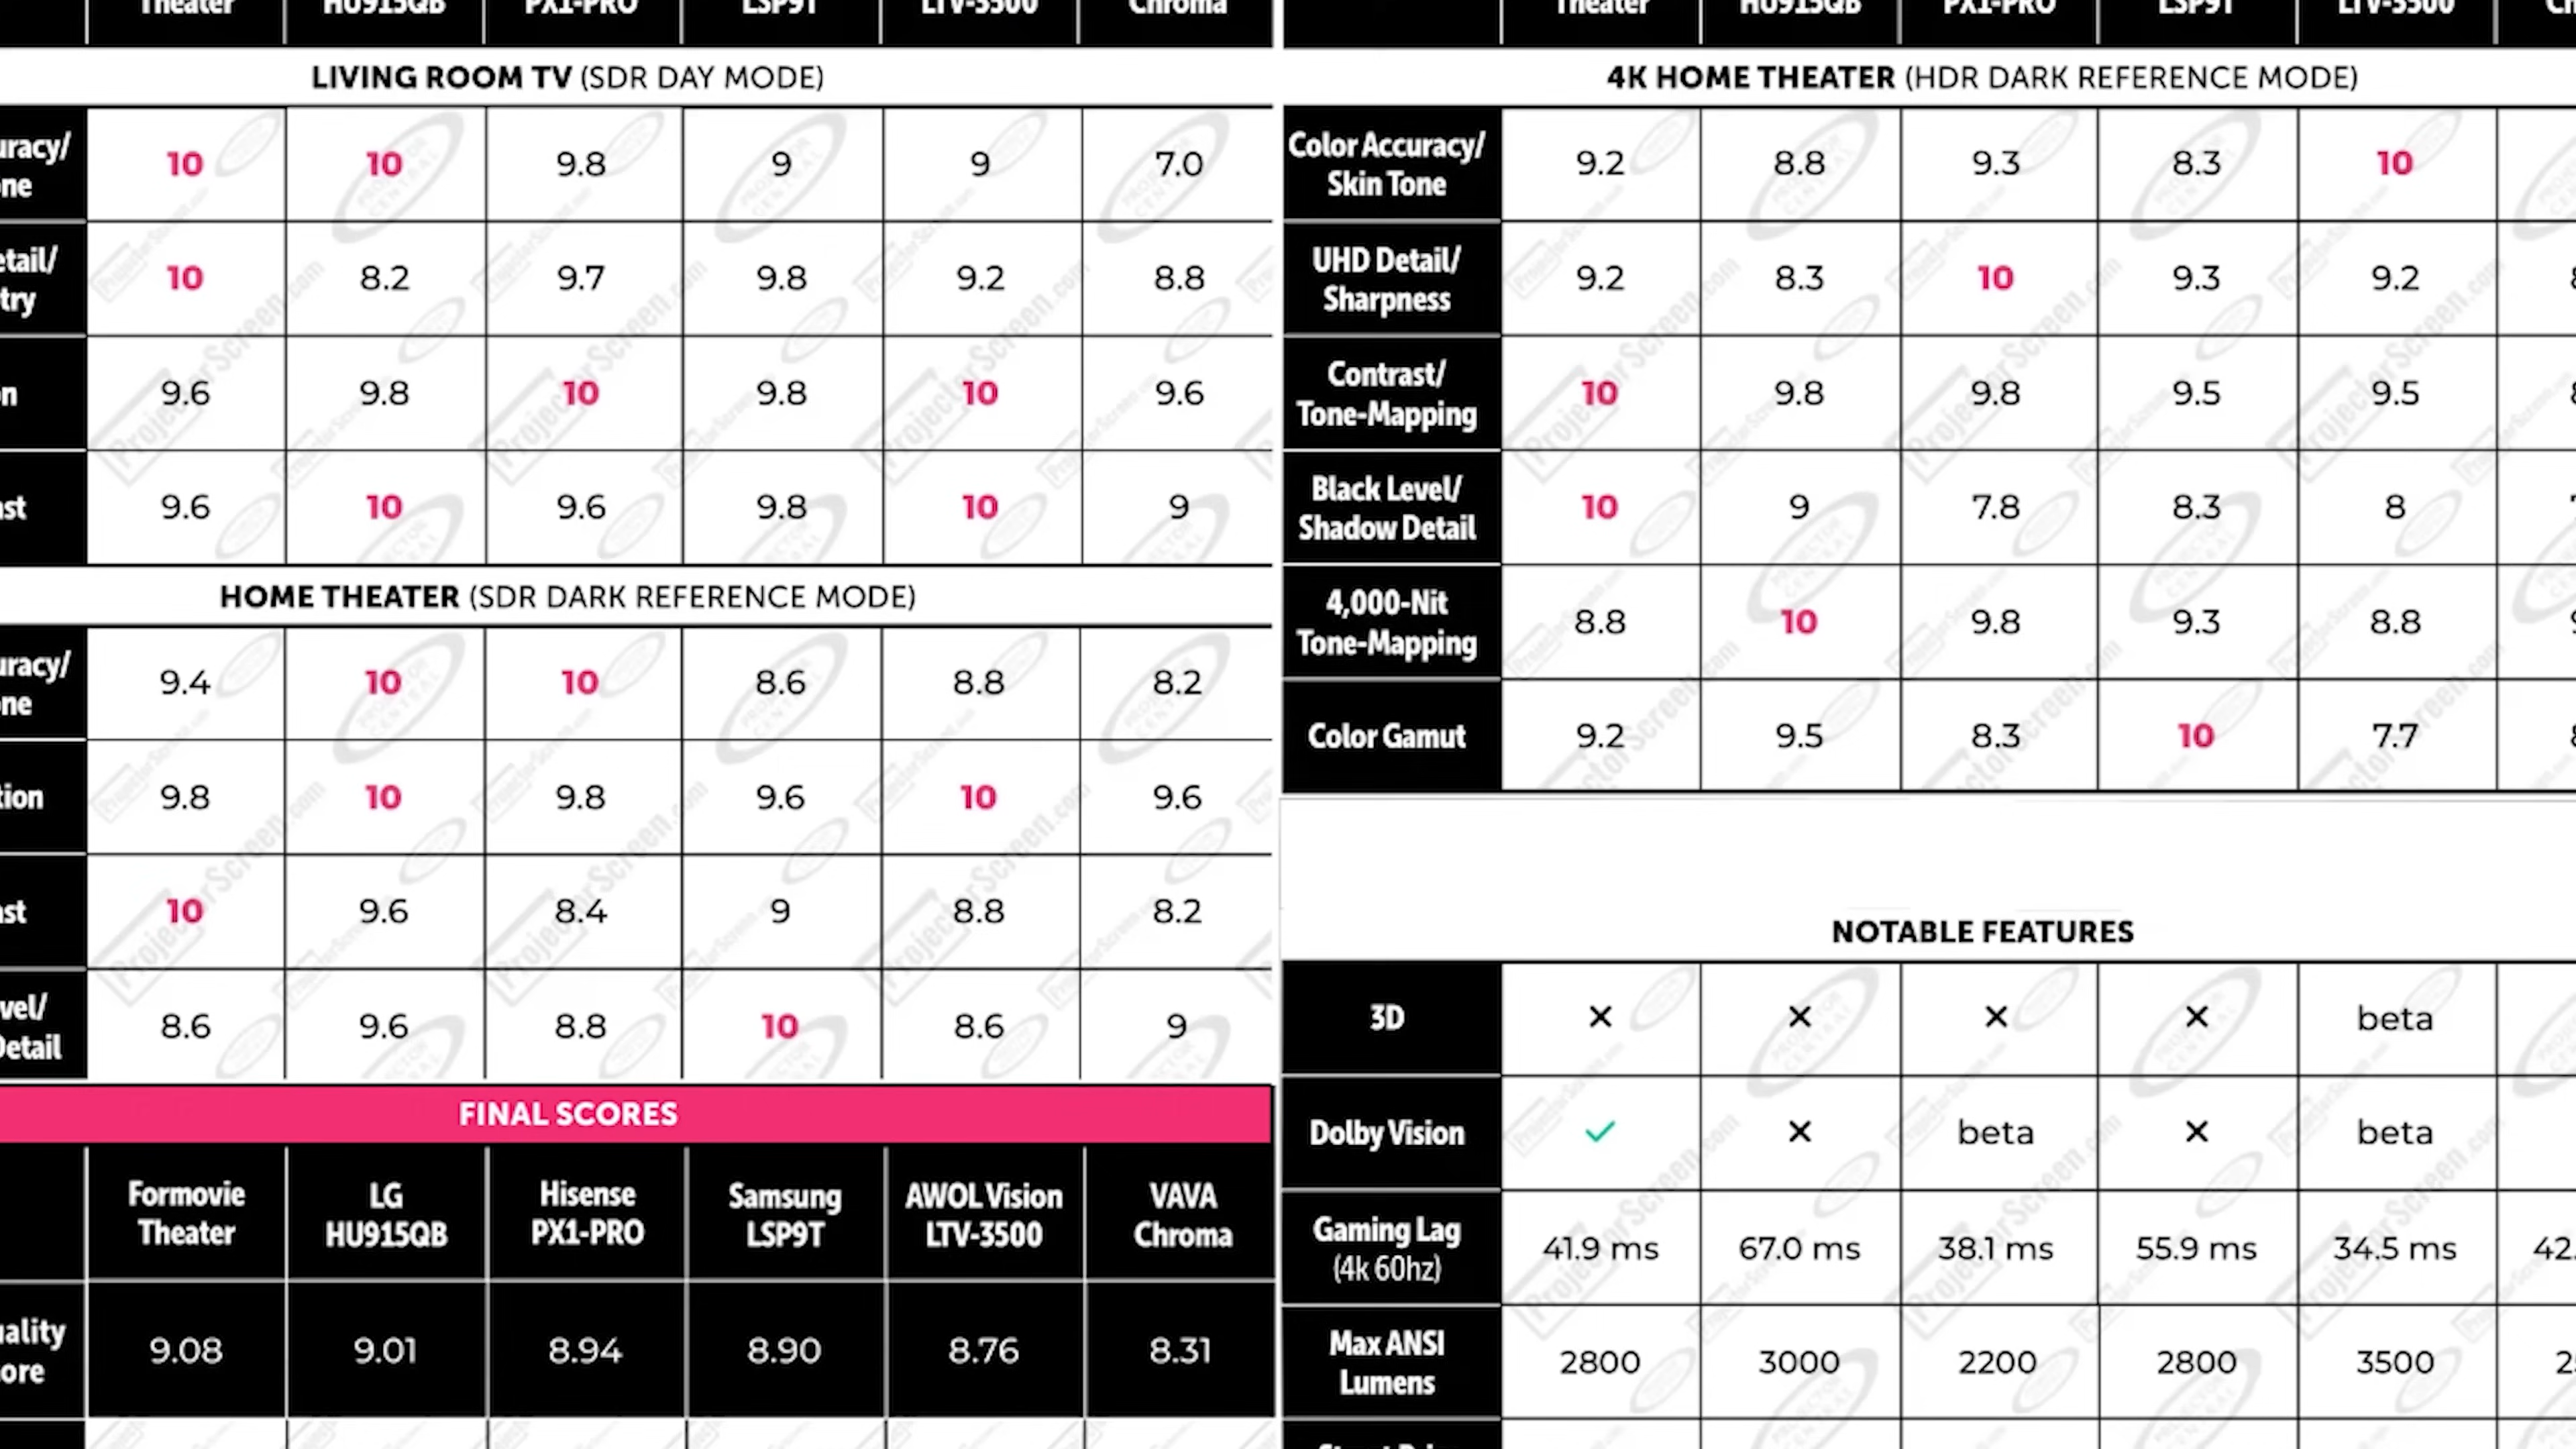 Theater HU915QB PX1-PRO LSP9T LTV-3500 Chroma
LIVING ROOM TV (SDR DAY MODE)
uracy/
ne
10 10 9.8 9 9 7.0
etail/
try
10 8.2 9.7 9.8 9.2 8.8
n 9.6 9.8 10 9.8 10 9.6
st 9.6 10 9.6 9.8 10 9
HOME THEATER (SDR DARK REFERENCE MODE)
uracy/
ne
9.4 10 10 8.6 8.8 8.2
tion 9.8 10 9.8 9.6 10 9.6
st 10 9.6 8.4 9 8.8 8.2
vel/
Detail
8.6 9.6 8.8 10 8.6 9
FINAL SCORES
Formovie LG Hisense Samsung AWOL Vision VAVA
Theater HU915QB PX1-PRO LSP9T LTV-3500 Chroma
uality
ore
9.08 9.01 8.94 8.90 8.76 8.31
Theater HU915QB PX1-PRO LSP9T LTV-3500 Ch
4K HOME THEATER (HDR DARK REFERENCE MODE)
Color Accuracy/
Skin Tone
9.2 8.8 9.3 8.3 10
UHD Detail/
Sharpness
9.2 8.3 10 9.3 9.2
Contrast/
Tone-Mapping
10 9.8 9.8 9.5 9.5
Black Level/
Shadow Detail
10 9 7.8 8.3 8
4,000-Nit
Tone-Mapping
8.8 10 9.8 9.3 8.8
Color Gamut 9.2 9.5 8.3 10 7.7
NOTABLE FEATURES
3D ✕ ✕ ✕ ✕ beta
Dolby Vision ✓ ✕ beta ✕ beta
Gaming Lag
(4k 60hz)
41.9 ms 67.0 ms 38.1 ms 55.9 ms 34.5 ms 42.
Max ANSI
Lumens
2800 3000 2200 2800 3500 2
ProjectorScreen.com
PROJECTOR CENTRAL